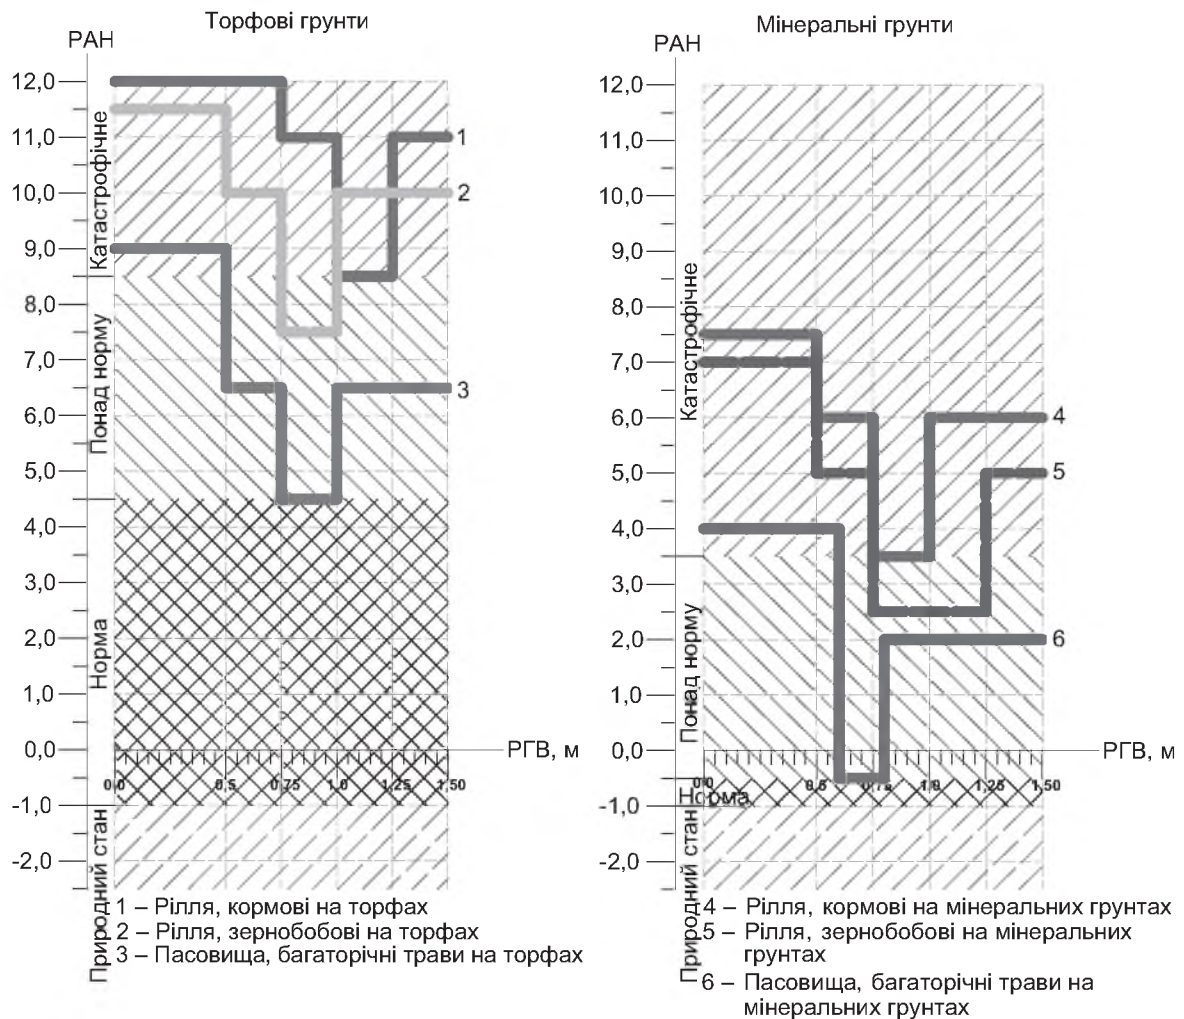 Торфові грунти
РАН
12,0
11,0
10,0
9,0
8,0
7,0
6,0
5,0
4,0
3,0
2,0
1,0
0,0
-1,0
-2,0
Катастрофічне
Понад норму
Норма
Природний стан
1
2
3
0,0 0,5 0,75 1,0 1,25 1,50
РГВ, м
1 – Рілля, кормові на торфах
2 – Рілля, зернобобові на торфах
3 – Пасовища, багаторічні трави на торфах
Мінеральні грунти
РАН
12,0
11,0
10,0
9,0
8,0
7,0
6,0
5,0
4,0
3,0
2,0
1,0
0,0
-1,0
-2,0
Катастрофічне
Понад норму
Норма
Природний стан
4
5
6
0,0 0,5 0,75 1,0 1,25 1,50
РГВ, м
4 – Рілля, кормові на мінеральних грунтах
5 – Рілля, зернобобові на мінеральних
грунтах
6 – Пасовища, багаторічні трави на
мінеральних грунтах